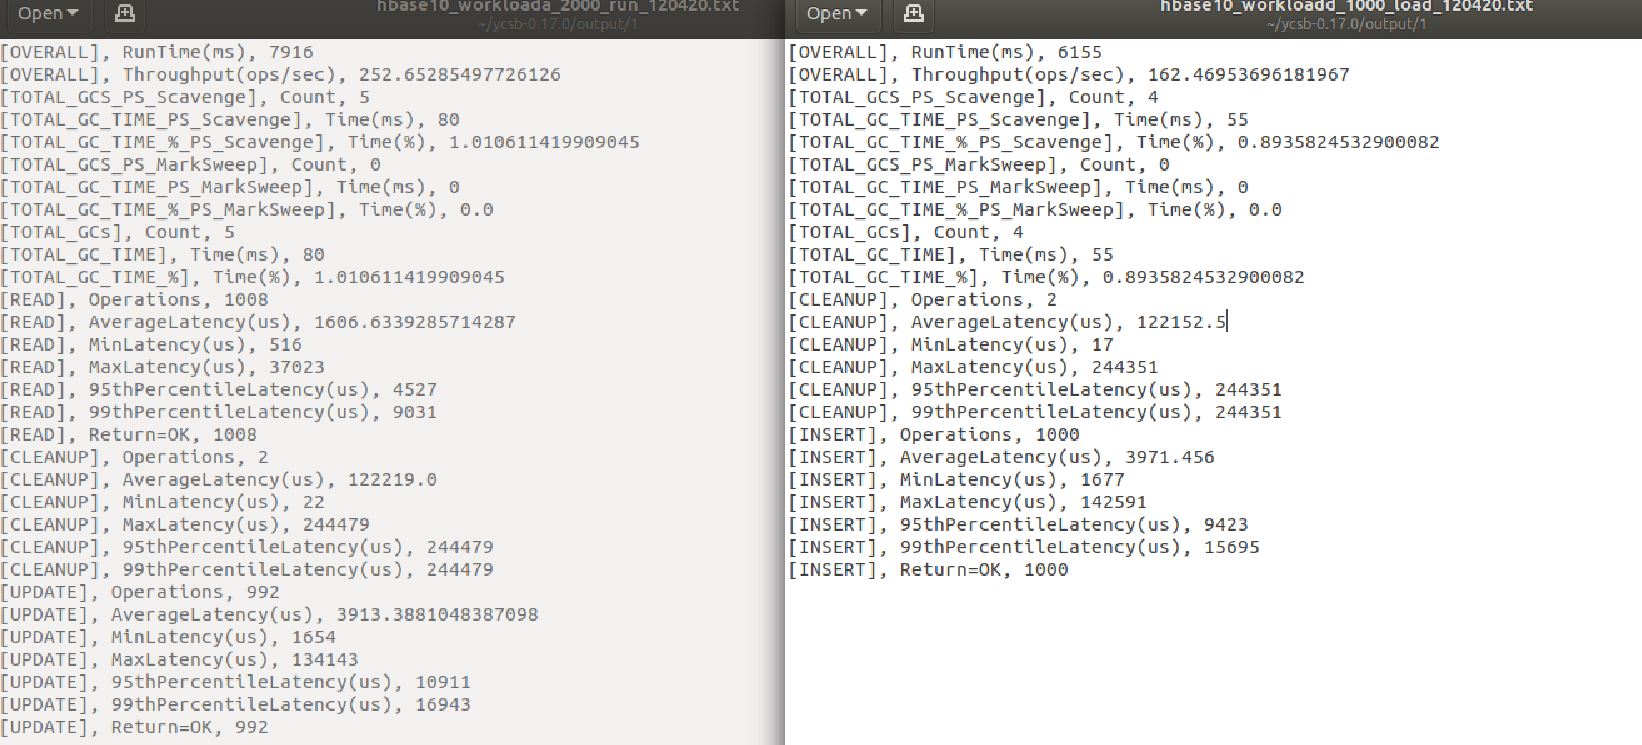 Open
hbase10_workloada_2000_run_120420.txt
~/ycsb-0.17.0/output/1
[OVERALL], RunTime(ms), 7916
[OVERALL], Throughput(ops/sec), 252.65285497726126
[TOTAL_GCS_PS_Scavenge], Count, 5
[TOTAL_GC_TIME_PS_Scavenge], Time(ms), 80
[TOTAL_GC_TIME_%_PS_Scavenge], Time(%), 1.010611419909045
[TOTAL_GCS_PS_MarkSweep], Count, 0
[TOTAL_GC_TIME_PS_MarkSweep], Time(ms), 0
[TOTAL_GC_TIME_%_PS_MarkSweep], Time(%), 0.0
[TOTAL_GCs], Count, 5
[TOTAL_GC_TIME], Time(ms), 80
[TOTAL_GC_TIME_%], Time(%), 1.010611419909045
[READ], Operations, 1008
[READ], AverageLatency(us), 1606.6339285714287
[READ], MinLatency(us), 516
[READ], MaxLatency(us), 37023
[READ], 95thPercentileLatency(us), 4527
[READ], 99thPercentileLatency(us), 9031
[READ], Return=OK, 1008
[CLEANUP], Operations, 2
[CLEANUP], AverageLatency(us), 122219.0
[CLEANUP], MinLatency(us), 22
[CLEANUP], MaxLatency(us), 244479
[CLEANUP], 95thPercentileLatency(us), 244479
[CLEANUP], 99thPercentileLatency(us), 244479
[UPDATE], Operations, 992
[UPDATE], AverageLatency(us), 3913.3881048387098
[UPDATE], MinLatency(us), 1654
[UPDATE], MaxLatency(us), 134143
[UPDATE], 95thPercentileLatency(us), 10911
[UPDATE], 99thPercentileLatency(us), 16943
[UPDATE], Return=OK, 992
Open
hbase10_workloadd_1000_load_120420.txt
~/ycsb-0.17.0/output/1
[OVERALL], RunTime(ms), 6155
[OVERALL], Throughput(ops/sec), 162.46953696181967
[TOTAL_GCS_PS_Scavenge], Count, 4
[TOTAL_GC_TIME_PS_Scavenge], Time(ms), 55
[TOTAL_GC_TIME_%_PS_Scavenge], Time(%), 0.8935824532900082
[TOTAL_GCS_PS_MarkSweep], Count, 0
[TOTAL_GC_TIME_PS_MarkSweep], Time(ms), 0
[TOTAL_GC_TIME_%_PS_MarkSweep], Time(%), 0.0
[TOTAL_GCs], Count, 4
[TOTAL_GC_TIME], Time(ms), 55
[TOTAL_GC_TIME_%], Time(%), 0.8935824532900082
[CLEANUP], Operations, 2
[CLEANUP], AverageLatency(us), 122152.5
[CLEANUP], MinLatency(us), 17
[CLEANUP], MaxLatency(us), 244351
[CLEANUP], 95thPercentileLatency(us), 244351
[CLEANUP], 99thPercentileLatency(us), 244351
[INSERT], Operations, 1000
[INSERT], AverageLatency(us), 3971.456
[INSERT], MinLatency(us), 1677
[INSERT], MaxLatency(us), 142591
[INSERT], 95thPercentileLatency(us), 9423
[INSERT], 99thPercentileLatency(us), 15695
[INSERT], Return=OK, 1000